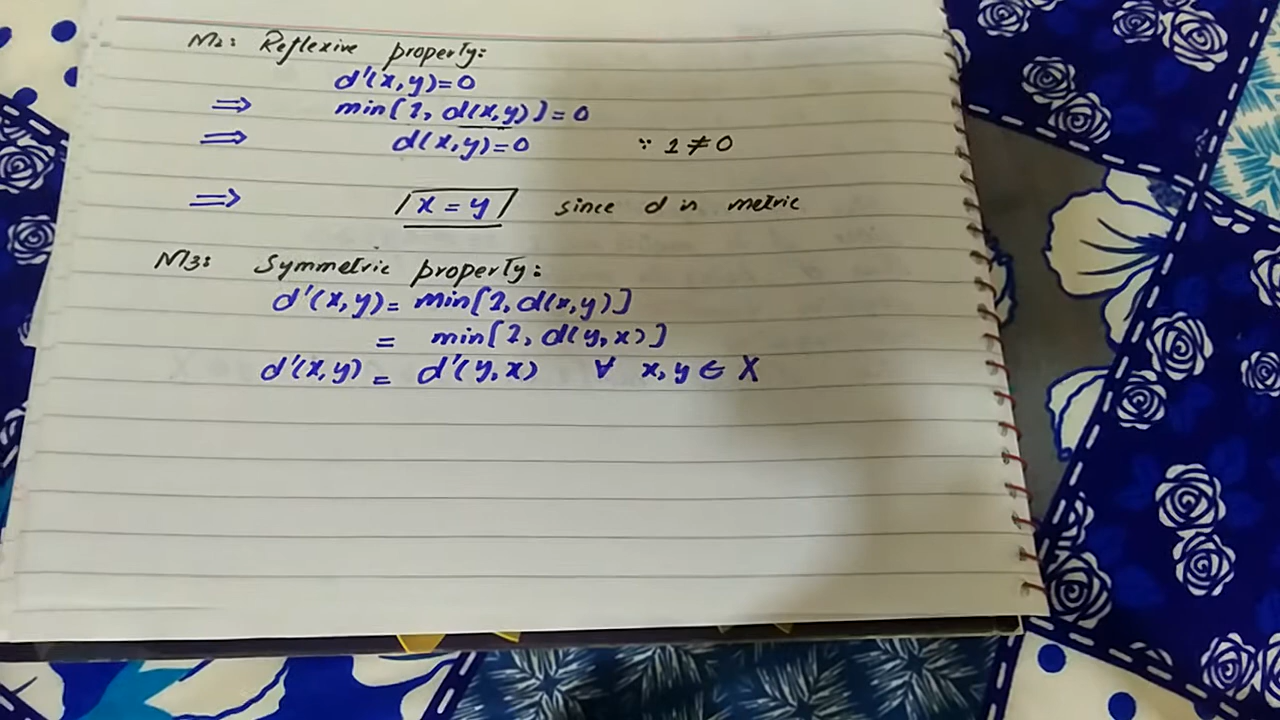 M2: Reflexive property:
d'(x,y)=0
⇒ min[1, d(x,y)]=0
⇒ d(x,y)=0 ∵ 1≠0
⇒ x = y since d is metric
M3: Symmetric property:
d'(x,y)= min[1, d(x,y)]
= min[1, d(y,x)]
d'(x,y) = d'(y,x) ∀ x,y ∈ X